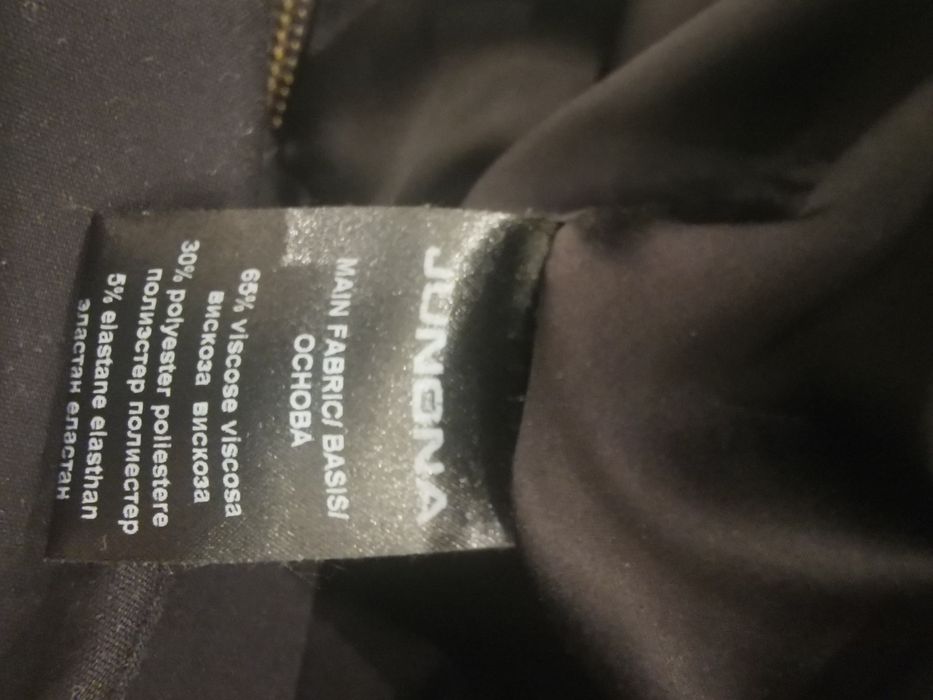 JUNONA
MAIN FABRIC/ BASIS/
ОСНОВА
65% viscose viscosa
вискоза вискоза
30% polyester poliestere
полиэстер полиестер
5% elastane elasthan
эластан еластан